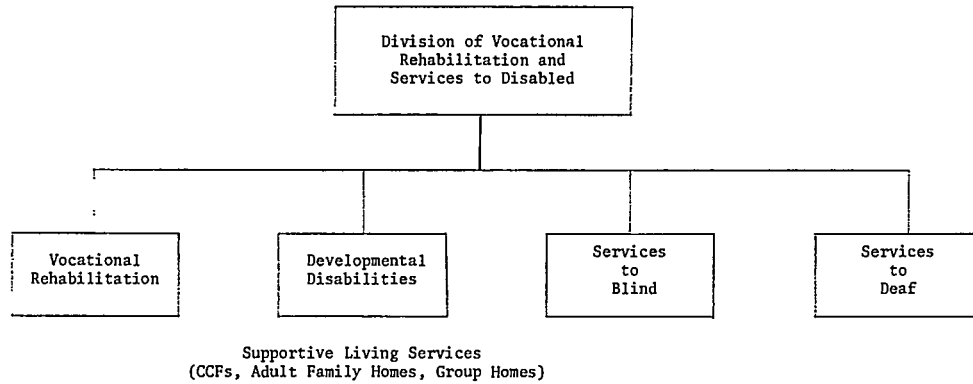 Division of Vocational
Rehabilitation and
Services to Disabled
Vocational
Rehabilitation
Developmental
Disabilities
Services
to
Blind
Services
to
Deaf
Supportive Living Services
(CCFs, Adult Family Homes, Group Homes)